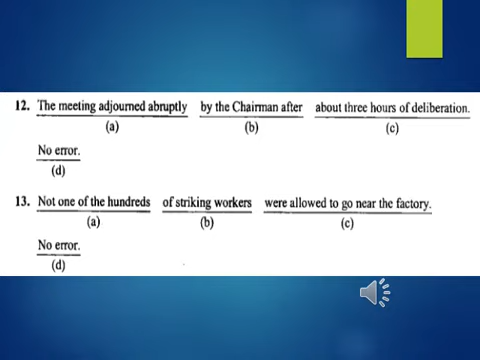 12. The meeting adjourned abruptly by the Chairman after about three hours of deliberation.
(a) (b) (c)
No error.
(d)
13. Not one of the hundreds of striking workers were allowed to go near the factory.
(a) (b) (c)
No error.
(d)